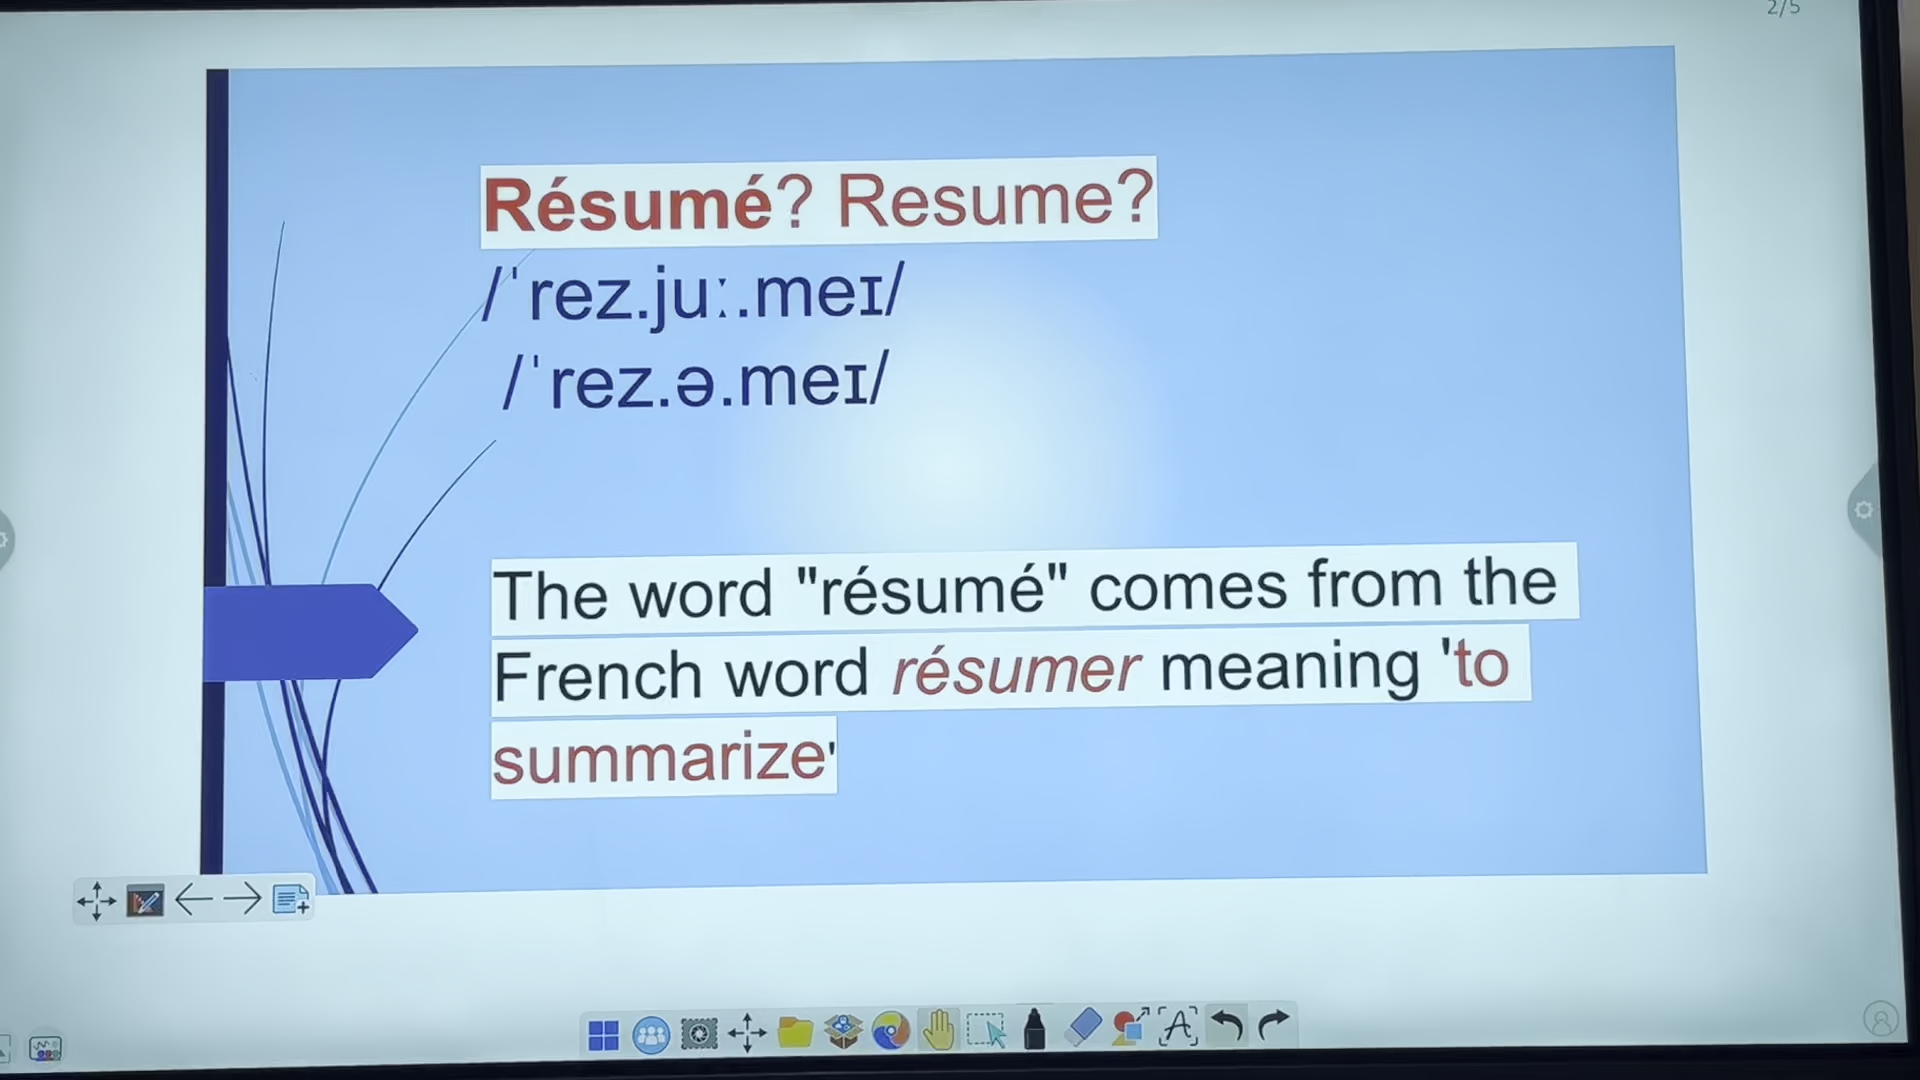 2/5
Résumé? Resume?
/ˈrez.juː.meɪ/
/ˈrez.ə.meɪ/
The word "résumé" comes from the
French word résumer meaning 'to
summarize'